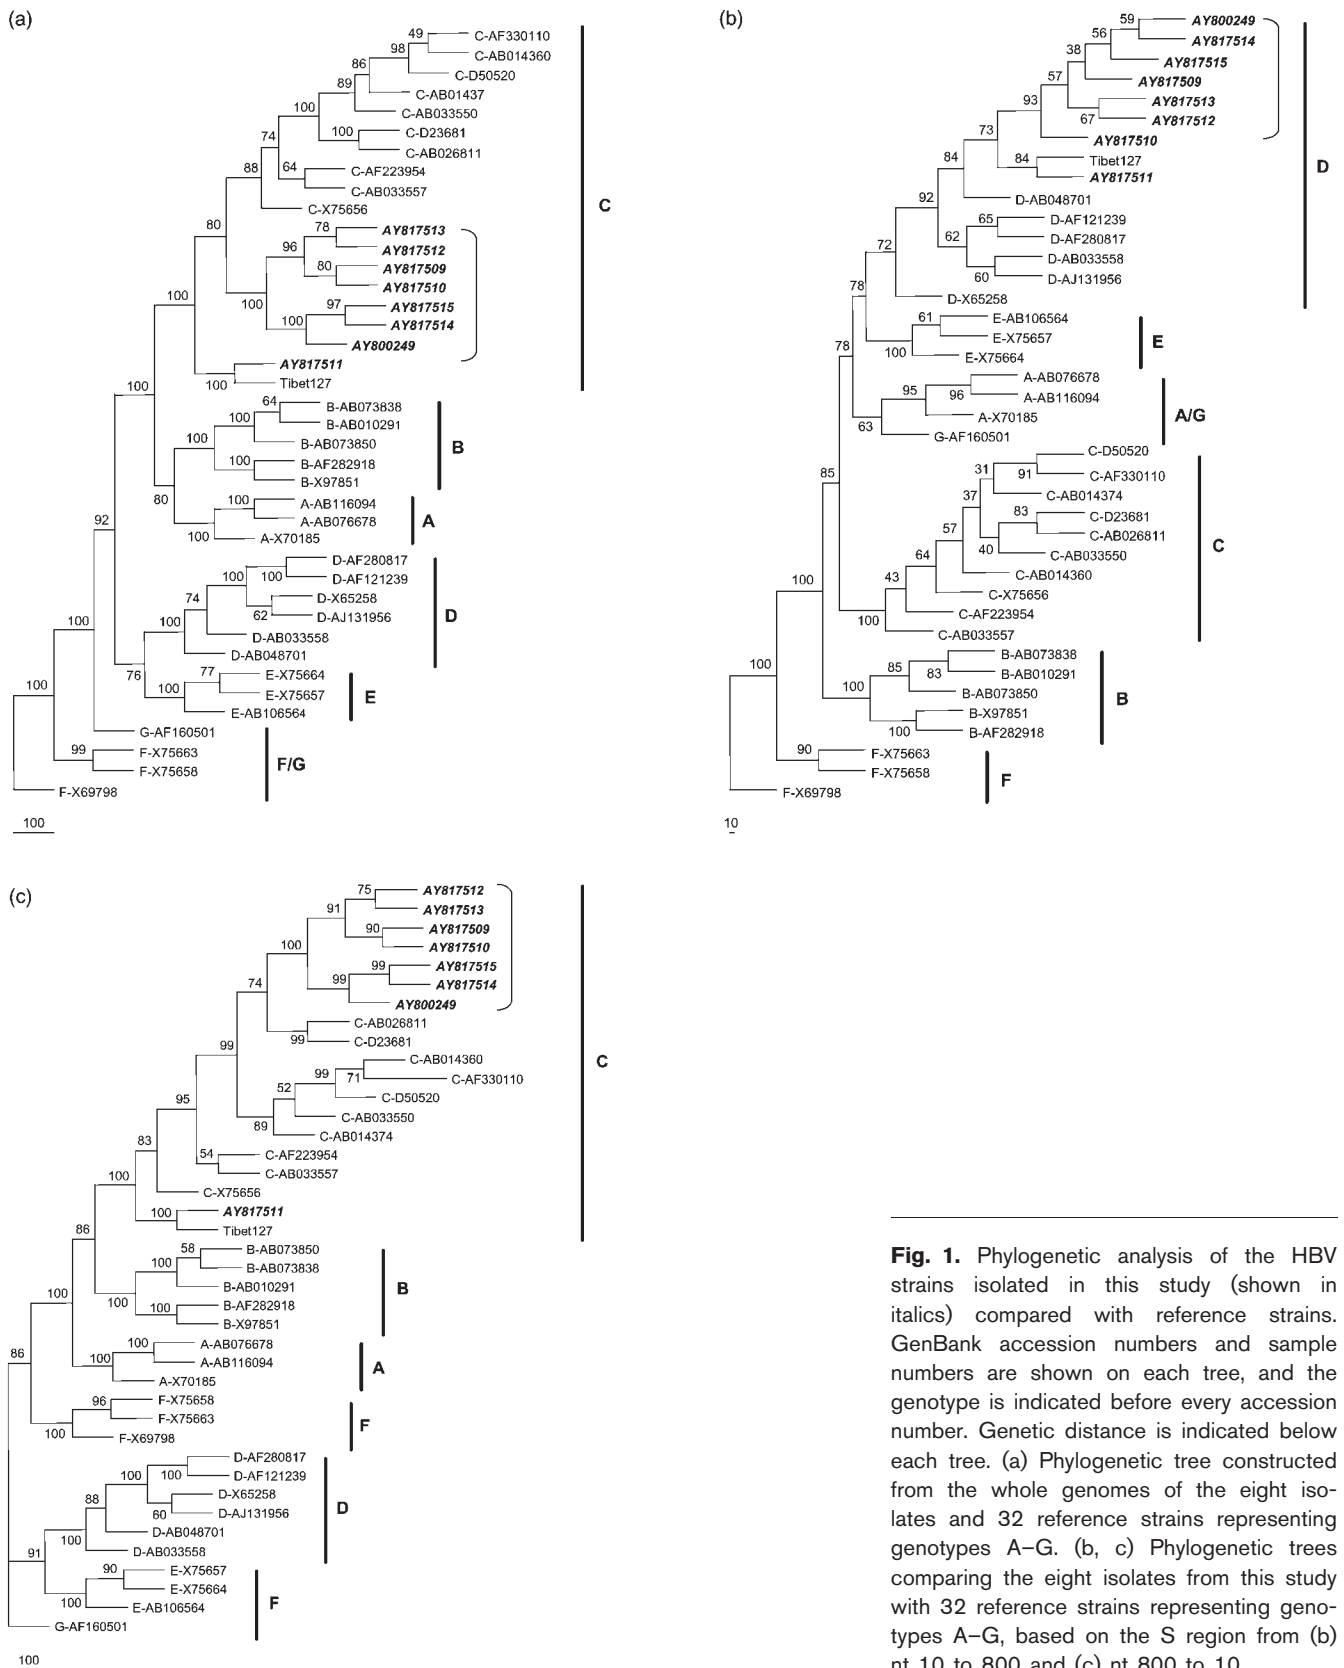 (a)
49
C-AF330110
98
C-AB014360
86
C-D50520
89
C-AB01437
100
C-AB033550
C-D23681
100
74
C-AB026811
88
64
C-AF223954
C-AB033557
C
80
C-X75656
78
AY817513
96
AY817512
80
AY817509
100
AY817510
100
97
AY817515
100
AY817514
AY800249
AY817511
100
Tibet127
100
64
B-AB073838
100
B-AB010291
100
B-AB073850
B
100
B-AF282918
80
B-X97851
100
A-AB116094
A-AB076678
A
92
100
A-X70185
D-AF280817
100
100
D-AF121239
74
D-X65258
62
D-AJ131956
D
100
100
D-AB033558
D-AB048701
76
77
E-X75664
100
E-X75657
E
100
E-AB106564
G-AF160501
99
F-X75663
F/G
F-X75658
F-X69798
100
(b)
59
AY800249
56
AY817514
38
AY817515
57
AY817509
93
AY817513
67
AY817512
73
AY817510
84
84
Tibet127
D
AY817511
92
D-AB048701
65
D-AF121239
62
D-AF280817
72
D-AB033558
60
D-AJ131956
78
D-X65258
61
E-AB106564
E-X75657
E
78
100
E-X75664
95
A-AB076678
96
A-AB116094
A/G
A-X70185
63
G-AF160501
C-D50520
31
91
C-AF330110
85
37
C-AB014374
83
C-D23681
57
C-AB026811
C
40
C-AB033550
64
C-AB014360
43
C-X75656
100
C-AF223954
100
C-AB033557
B-AB073838
85
83
B-AB010291
100
100
B-AB073850
B
B-X97851
100
B-AF282918
90
F-X75663
F-X75658
F
F-X69798
10
(c)
75
AY817512
91
AY817513
90
AY817509
100
AY817510
99
AY817515
74
99
AY817514
AY800249
C-AB026811
99
99
C-D23681
C-AB014360
C
99
71
C-AF330110
52
C-D50520
95
C-AB033550
89
C-AB014374
83
54
C-AF223954
C-AB033557
100
C-X75656
AY817511
100
Tibet127
86
58
B-AB073850
100
B-AB073838
B-AB010291
B
100
100
B-AF282918
B-X97851
100
100
A-AB076678
86
100
A-AB116094
A
A-X70185
96
F-X75658
F-X75663
F
100
F-X69798
D-AF280817
100
100
D-AF121239
88
D-X65258
60
D-AJ131956
D
100
D-AB048701
91
D-AB033558
90
E-X75657
E-X75664
F
100
E-AB106564
G-AF160501
100
Fig. 1. Phylogenetic analysis of the HBV
strains isolated in this study (shown in
italics) compared with reference strains.
GenBank accession numbers and sample
numbers are shown on each tree, and the
genotype is indicated before every accession
number. Genetic distance is indicated below
each tree. (a) Phylogenetic tree constructed
from the whole genomes of the eight iso-
lates and 32 reference strains representing
genotypes A–G. (b, c) Phylogenetic trees
comparing the eight isolates from this study
with 32 reference strains representing geno-
types A–G, based on the S region from (b)
nt 10 to 800 and (c) nt 800 to 10.